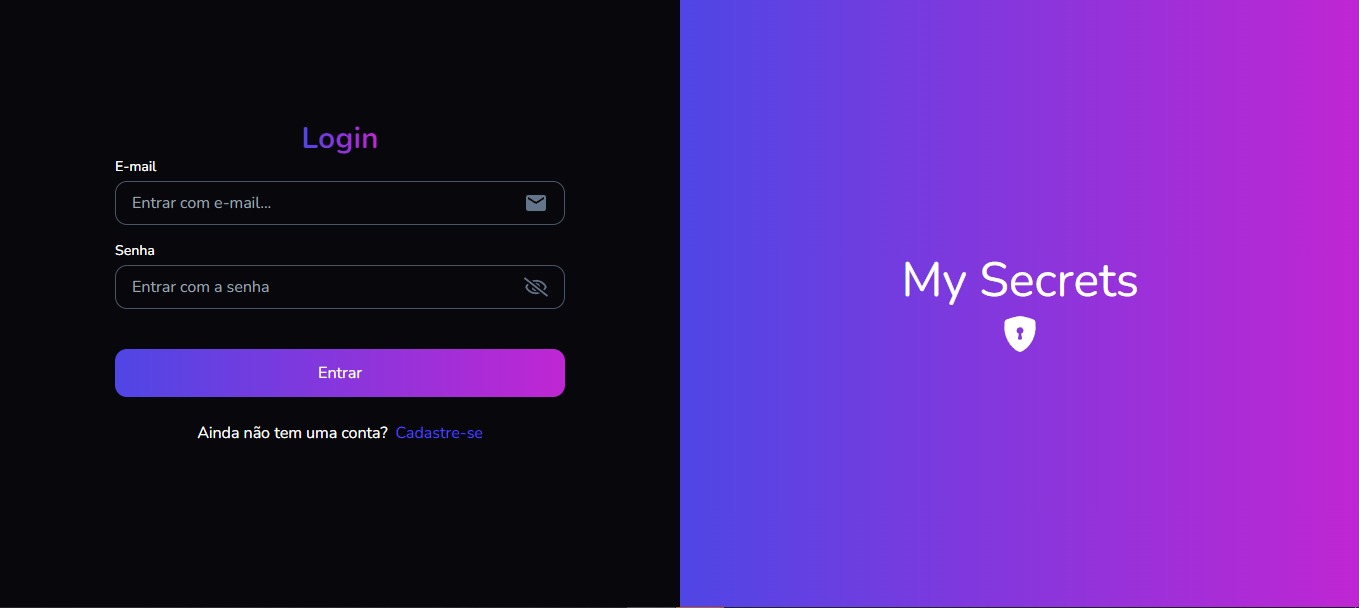 Login
E-mail
Entrar com e-mail...
Senha
Entrar com a senha
Entrar
Ainda não tem uma conta? Cadastre-se
My Secrets